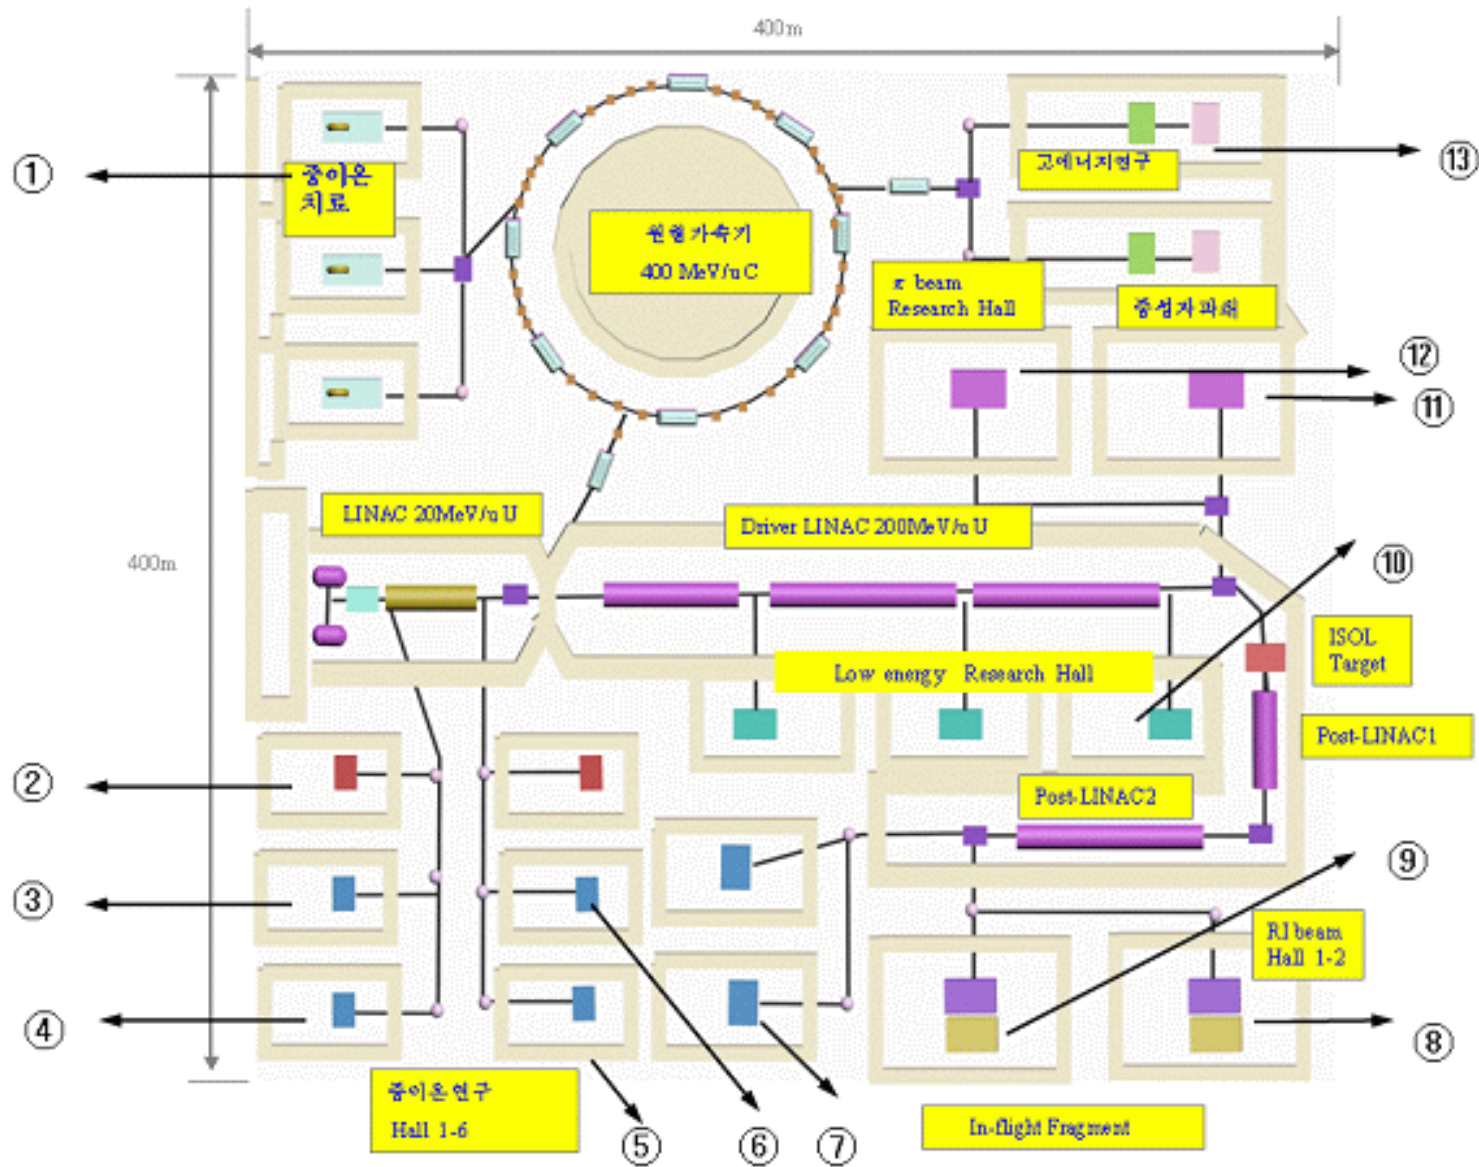 400m
①
중이온
치료
원형가속기
400 MeV/u C
고에너지연구
⑬
π beam
Research Hall
중성자파쇄
⑫
⑪
LINAC 20MeV/u U
Driver LINAC 200MeV/u U
400m
⑩
ISOL
Target
Low energy Research Hall
Post-LINAC1
②
Post-LINAC2
③
⑨
RI beam
Hall 1-2
④
⑧
중이온연구
Hall 1-6
⑤
⑥
⑦
In-flight Fragment